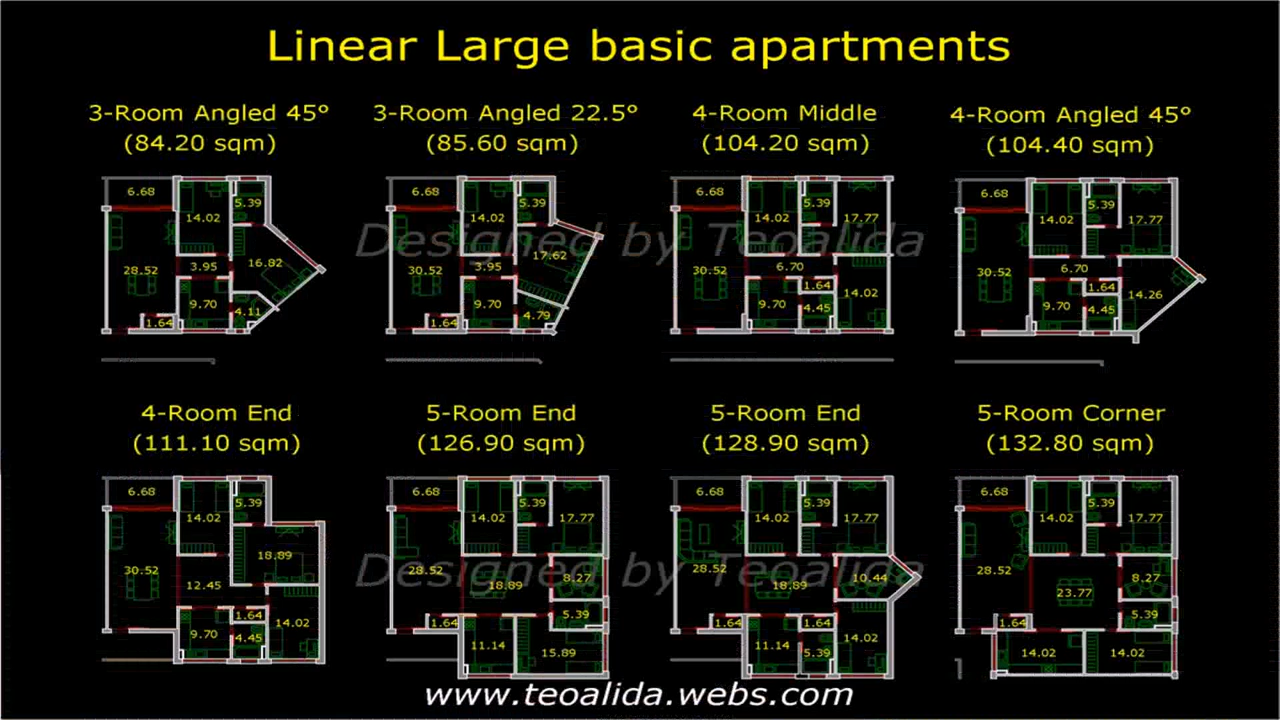 Linear Large basic apartments
3-Room Angled 45° 3-Room Angled 22.5° 4-Room Middle 4-Room Angled 45°
(84.20 sqm) (85.60 sqm) (104.20 sqm) (104.40 sqm)
6.68 5.39 14.02 28.52 3.95 16.82 9.70 4.11 1.64
6.68 5.39 14.02 30.52 3.95 17.62 9.70 4.79 1.64
6.68 5.39 14.02 17.77 30.52 6.70 1.64 9.70 4.45 14.02
6.68 5.39 14.02 17.77 30.52 6.70 1.64 9.70 4.45 14.26
Designed by Teoalida
4-Room End 5-Room End 5-Room End 5-Room Corner
(111.10 sqm) (126.90 sqm) (128.90 sqm) (132.80 sqm)
6.68 5.39 14.02 18.89 30.52 12.45 1.64 9.70 4.45 14.02
6.68 5.39 14.02 17.77 28.52 18.89 8.27 5.39 1.64 11.14 15.89
6.68 5.39 14.02 17.77 28.52 18.89 10.44 1.64 1.64 11.14 5.39 14.02
6.68 5.39 14.02 17.77 28.52 23.77 8.27 5.39 1.64 14.02 14.02
Designed by Teoalida
www.teoalida.webs.com